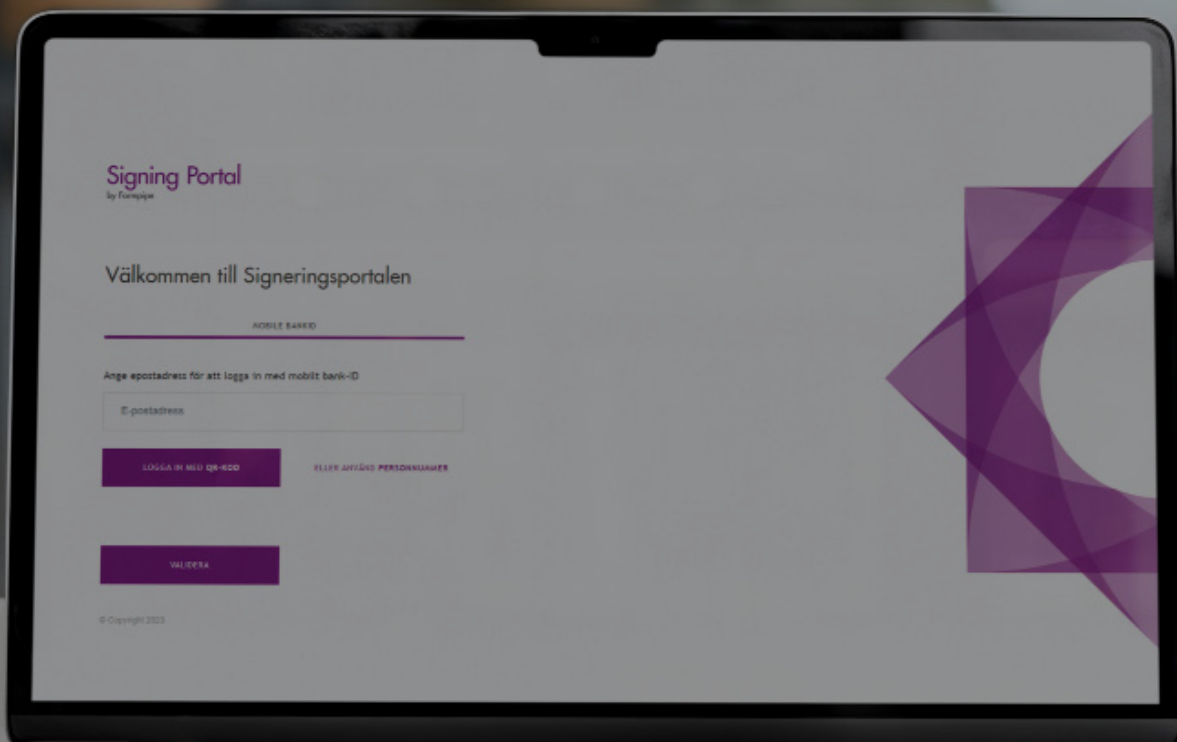 Signing Portal
by Formpipe
Välkommen till Signeringsportalen
MOBILE BANKID
Ange epostadress för att logga in med mobilt bank-ID
E-postadress
LOGGA IN MED QR-KOD
ELLER ANVÄND PERSONNUMMER
VALIDERA
© Copyright 2023